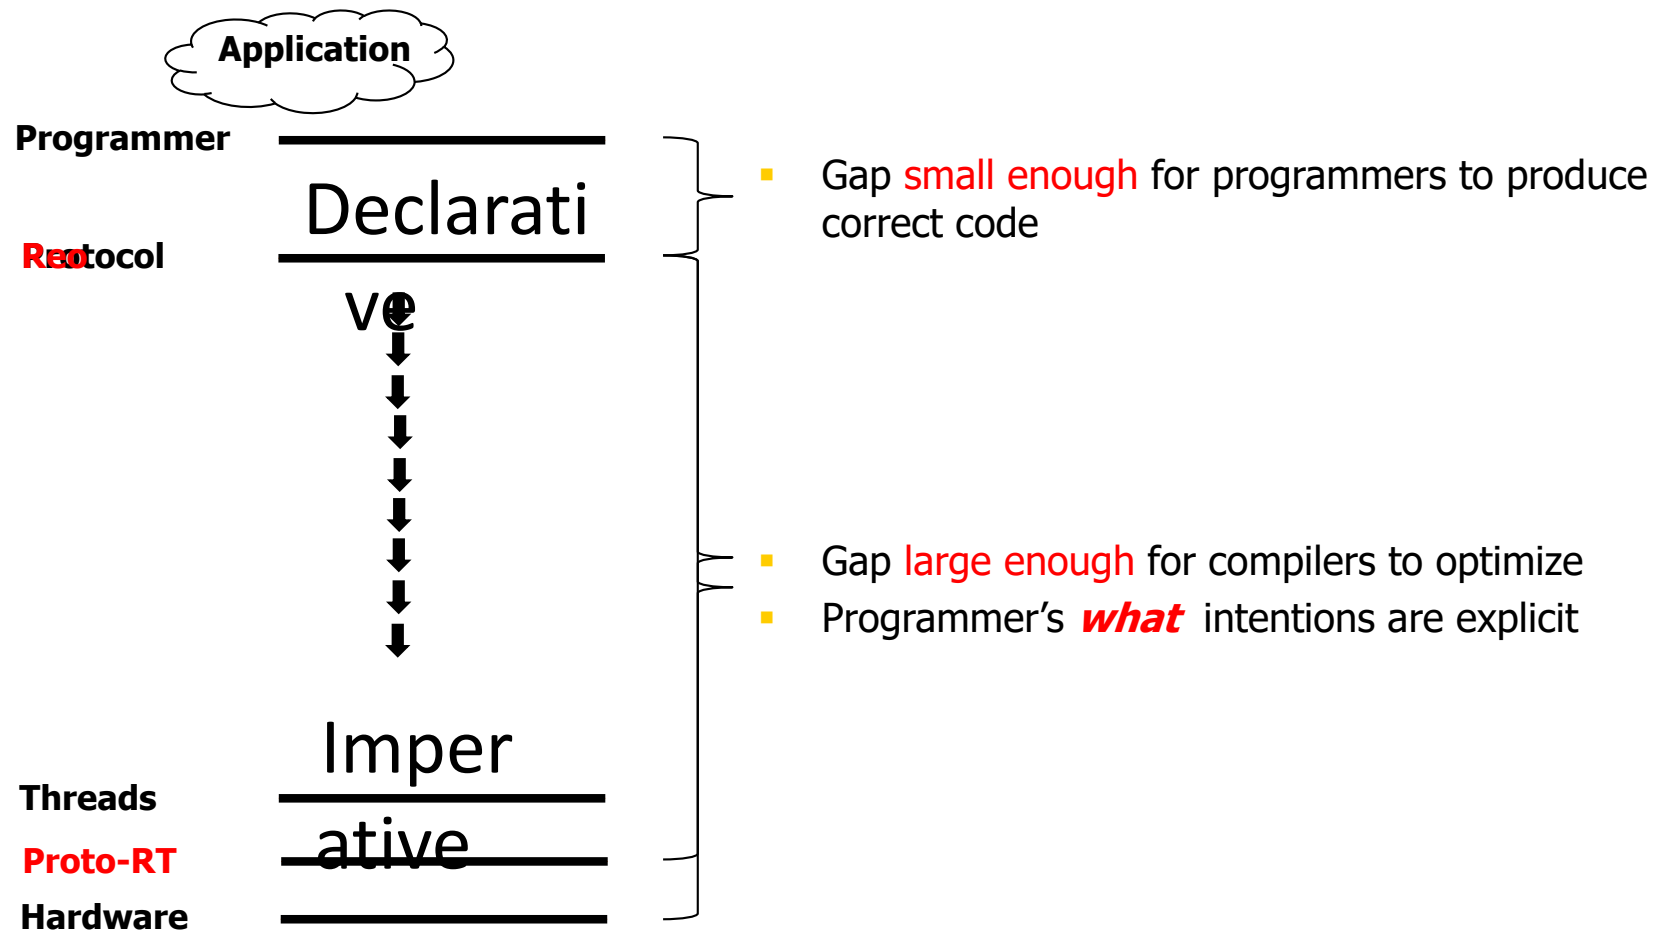 Application
Programmer
Gap small enough for programmers to produce
correct code
Declarati
Protocol
Reo
ve
Gap large enough for compilers to optimize
Programmer’s what intentions are explicit
Imper
Threads
ative
Proto-RT
Hardware